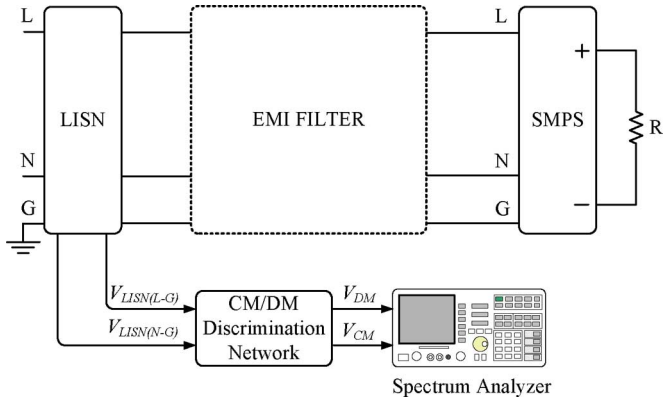 L
L
LISN
EMI FILTER
SMPS
+
R
N
N
−
G
G
V_LISN(L-G)
V_LISN(N-G)
CM/DM
Discrimination
Network
V_DM
V_CM
Spectrum Analyzer